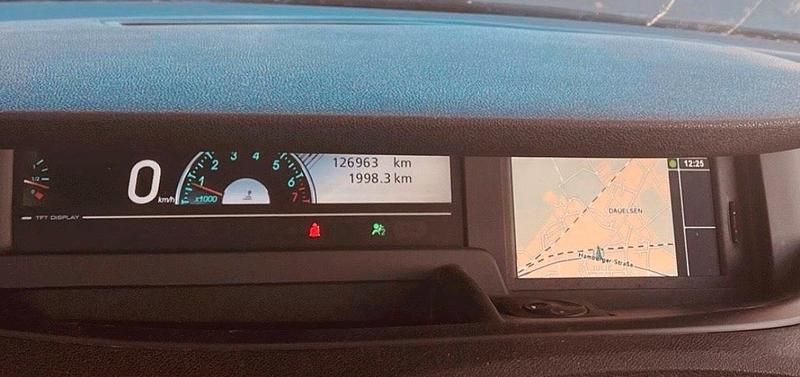 1/2
0 km/h
1 2 3 4 5 6 7
x1000
126963 km
1998.3 km
TFT DISPLAY
2
12:25
DAUELSEN
Hamburger-Straße